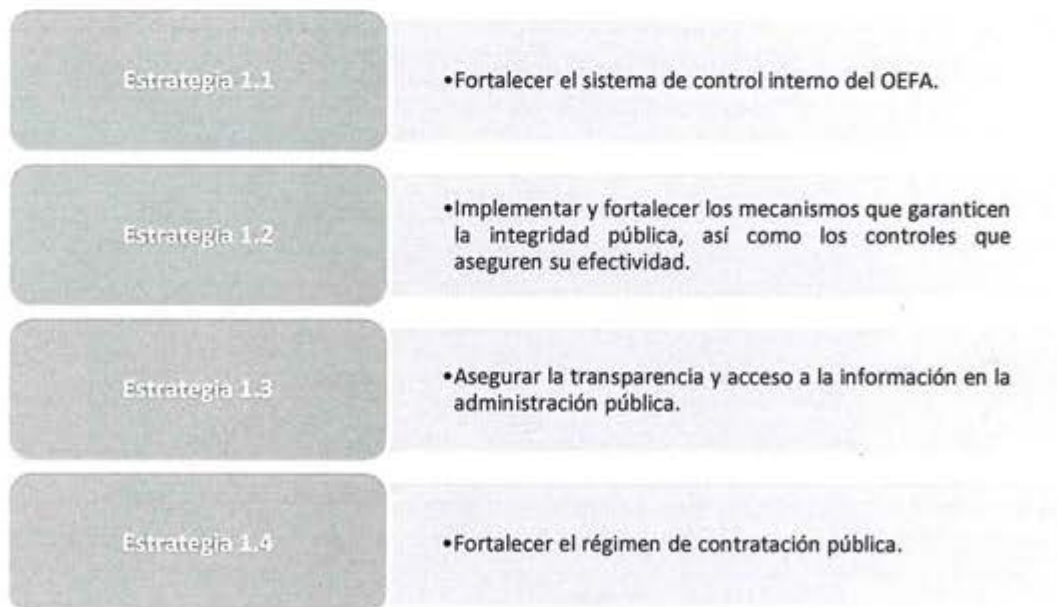 Estrategia 1.1
•Fortalecer el sistema de control interno del OEFA.
Estrategia 1.2
•Implementar y fortalecer los mecanismos que garanticen
la integridad pública, así como los controles que
aseguren su efectividad.
Estrategia 1.3
•Asegurar la transparencia y acceso a la información en la
administración pública.
Estrategia 1.4
•Fortalecer el régimen de contratación pública.